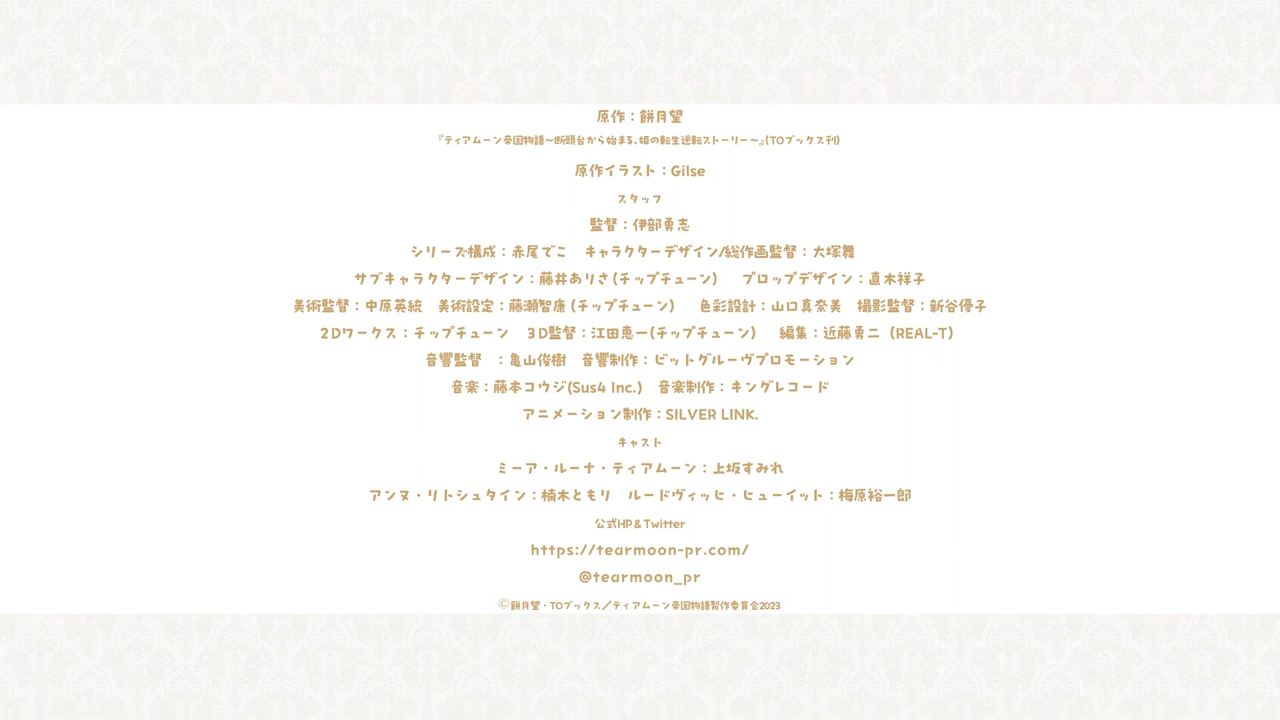 原作：餅月望
『ティアムーン帝国物語～断頭台から始まる、姫の転生逆転ストーリー～』(TOブックス刊)
原作イラスト：Gilse
スタッフ
監督：伊部勇志
シリーズ構成：赤尾でこ　キャラクターデザイン/総作画監督：大塚舞
サブキャラクターデザイン：藤井ありさ(チップチューン)　プロップデザイン：直木祥子
美術監督：中原英統　美術設定：藤瀬智康(チップチューン)　色彩設計：山口真奈美　撮影監督：新谷優子
2Dワークス：チップチューン　3D監督：江田恵一(チップチューン)　編集：近藤勇二（REAL-T)
音響監督　：亀山俊樹　音響制作：ビットグルーヴプロモーション
音楽：藤本コウジ(Sus4 Inc.)　音楽制作：キングレコード
アニメーション制作：SILVER LINK.
キャスト
ミーア・ルーナ・ティアムーン：上坂すみれ
アンヌ・リトシュタイン：楠木ともり　ルードヴィッヒ・ヒューイット：梅原裕一郎
公式HP＆Twitter
https://tearmoon-pr.com/
@tearmoon_pr
©餅月望・TOブックス／ティアムーン帝国物語製作委員会2023